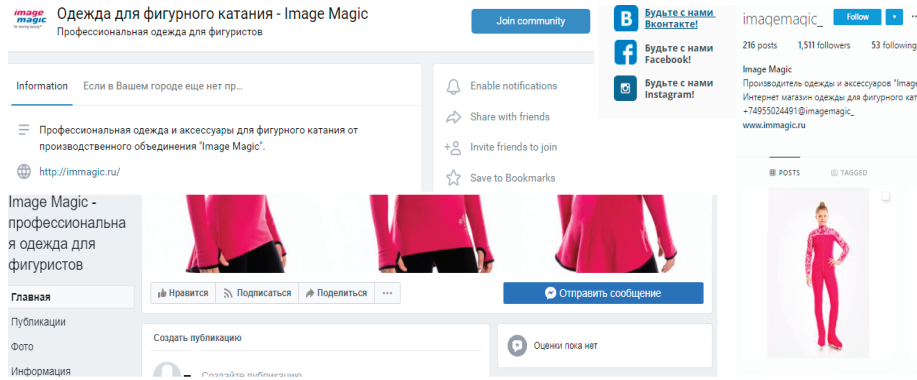 image
magic
Одежда для фигурного катания - Image Magic
Профессиональная одежда для фигуристов
Join community
Information Если в Вашем городе еще нет пр...
Профессиональная одежда и аксессуары для фигурного катания от
производственного объединения "Image Magic".
http://immagic.ru/
Enable notifications
Share with friends
Invite friends to join
Save to Bookmarks
Будьте с нами
Вконтакте!
Будьте с нами
Facebook!
Будьте с нами
Instagram!
imagemagic_ Follow
216 posts 1,511 followers 53 following
Image Magic
Производитель одежды и аксессуаров "Image
Интернет магазин одежды для фигурного кат
+74955024491@imagemagic_
www.immagic.ru
POSTS TAGGED
Image Magic -
профессиональна
я одежда для
фигуристов
Главная
Публикации
Фото
Информация
Нравится Подписаться Поделиться ...
Отправить сообщение
Создать публикацию
Создайте публикацию
Оценки пока нет